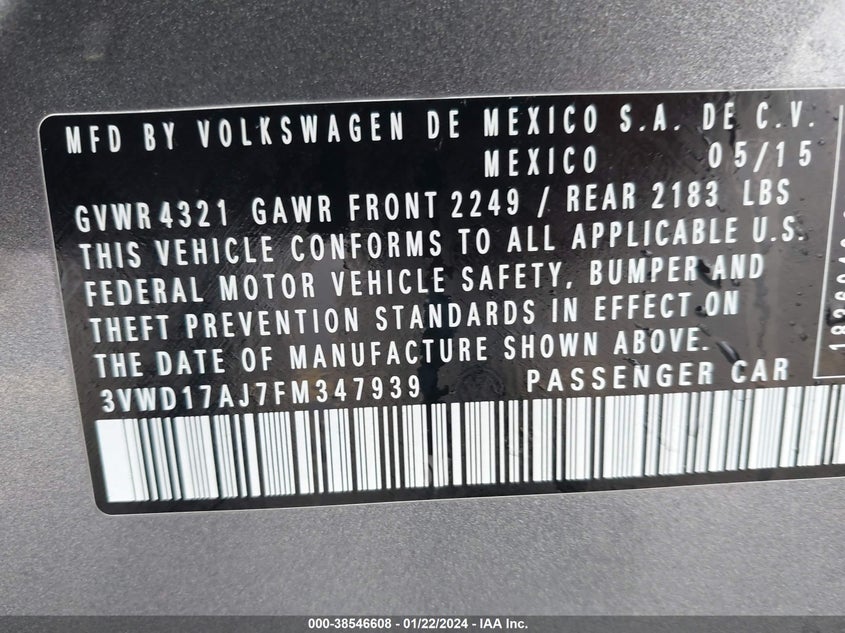 MFD BY VOLKSWAGEN DE MEXICO S.A. DE C.V.
MEXICO 05/15
GVWR 4321 GAWR FRONT 2249 / REAR 2183 LBS
THIS VEHICLE CONFORMS TO ALL APPLICABLE U.S.
FEDERAL MOTOR VEHICLE SAFETY, BUMPER AND
THEFT PREVENTION STANDARDS IN EFFECT ON
THE DATE OF MANUFACTURE SHOWN ABOVE.
3VWD17AJ7FM347939 PASSENGER CAR
000-38546608 - 01/22/2024 - IAA Inc.